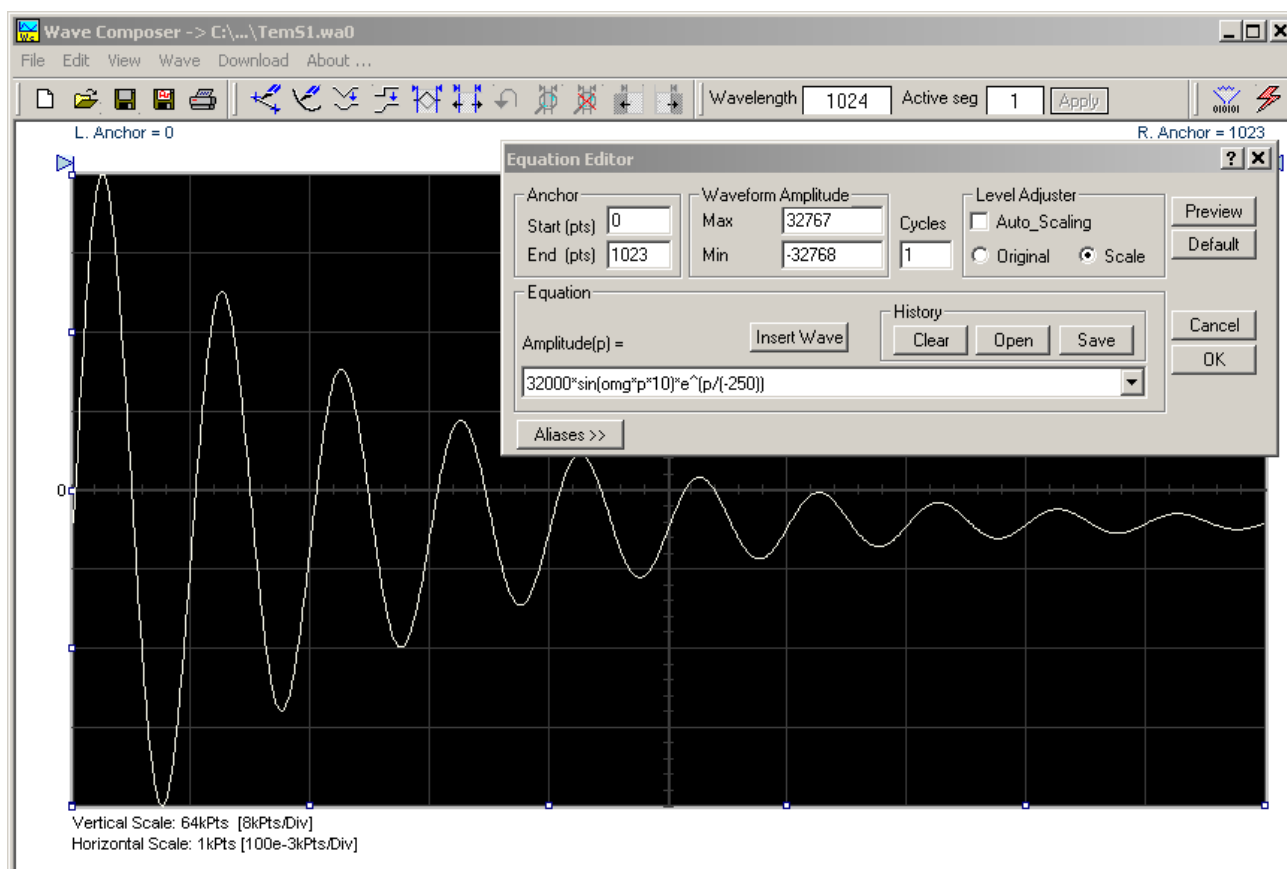 Wave Composer -> C:\...\TemS1.wa0
File Edit View Wave Download About ...
Wavelength 1024 Active seg 1 Apply
L. Anchor = 0 R. Anchor = 1023
Equation Editor
Anchor Waveform Amplitude Level Adjuster
Start (pts) 0 Max 32767 Cycles Auto_Scaling Preview
End (pts) 1023 Min -32768 1 Original Scale Default
Equation
History
Amplitude(p) = Insert Wave Clear Open Save Cancel
OK
32000*sin(omg*p*10)*e^(p/(-250))
Aliases >>
0
Vertical Scale: 64kPts [8kPts/Div]
Horizontal Scale: 1kPts [100e-3kPts/Div]